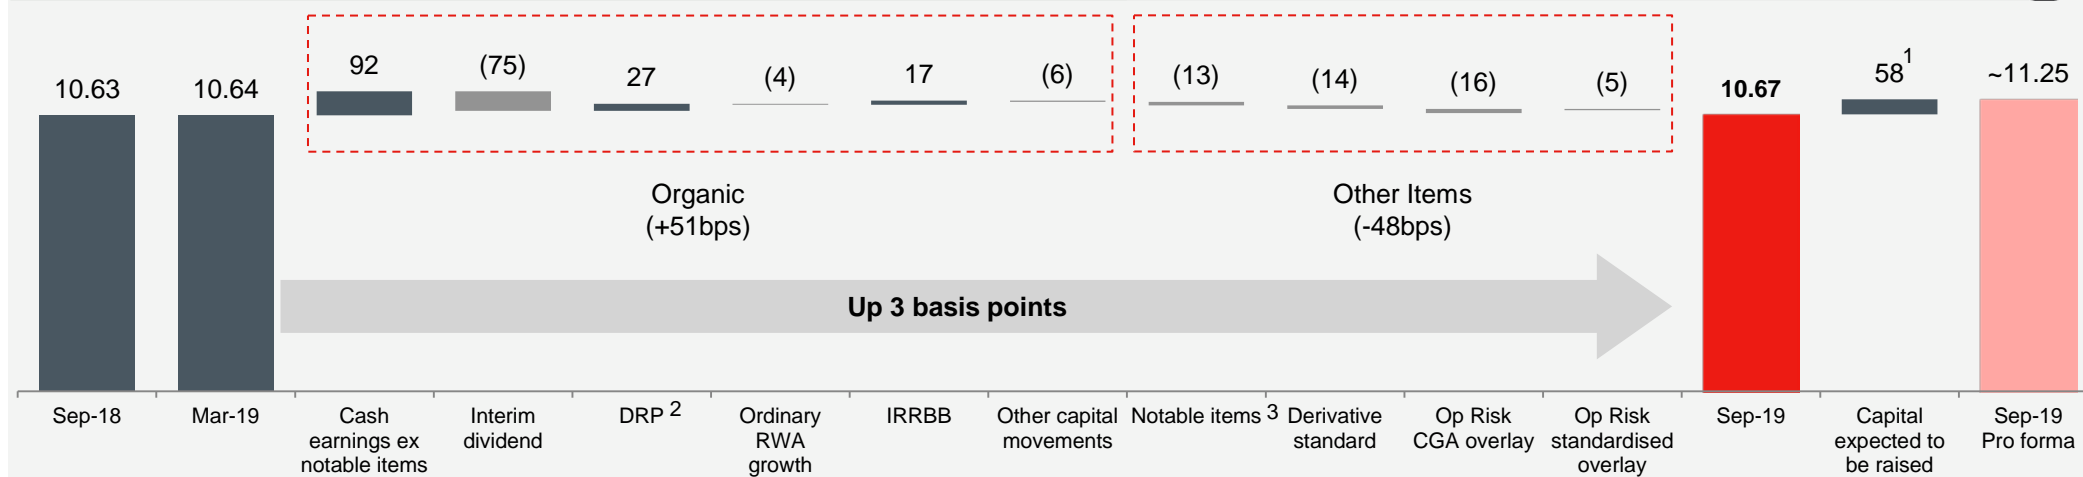 92
(75)
27
(4)
17
(6)
(13)
(14)
(16)
(5)
10.63
10.64
10.67
58 1
~11.25
Organic
(+51bps)
Other Items
(-48bps)
Up 3 basis points
Sep-18
Mar-19
Cash
earnings ex
notable items
Interim
dividend
DRP 2
Ordinary
RWA
growth
IRRBB
Other capital
movements
Notable items 3
Derivative
standard
Op Risk
CGA overlay
Op Risk
standardised
overlay
Sep-19
Capital
expected to
be raised
Sep-19
Pro forma